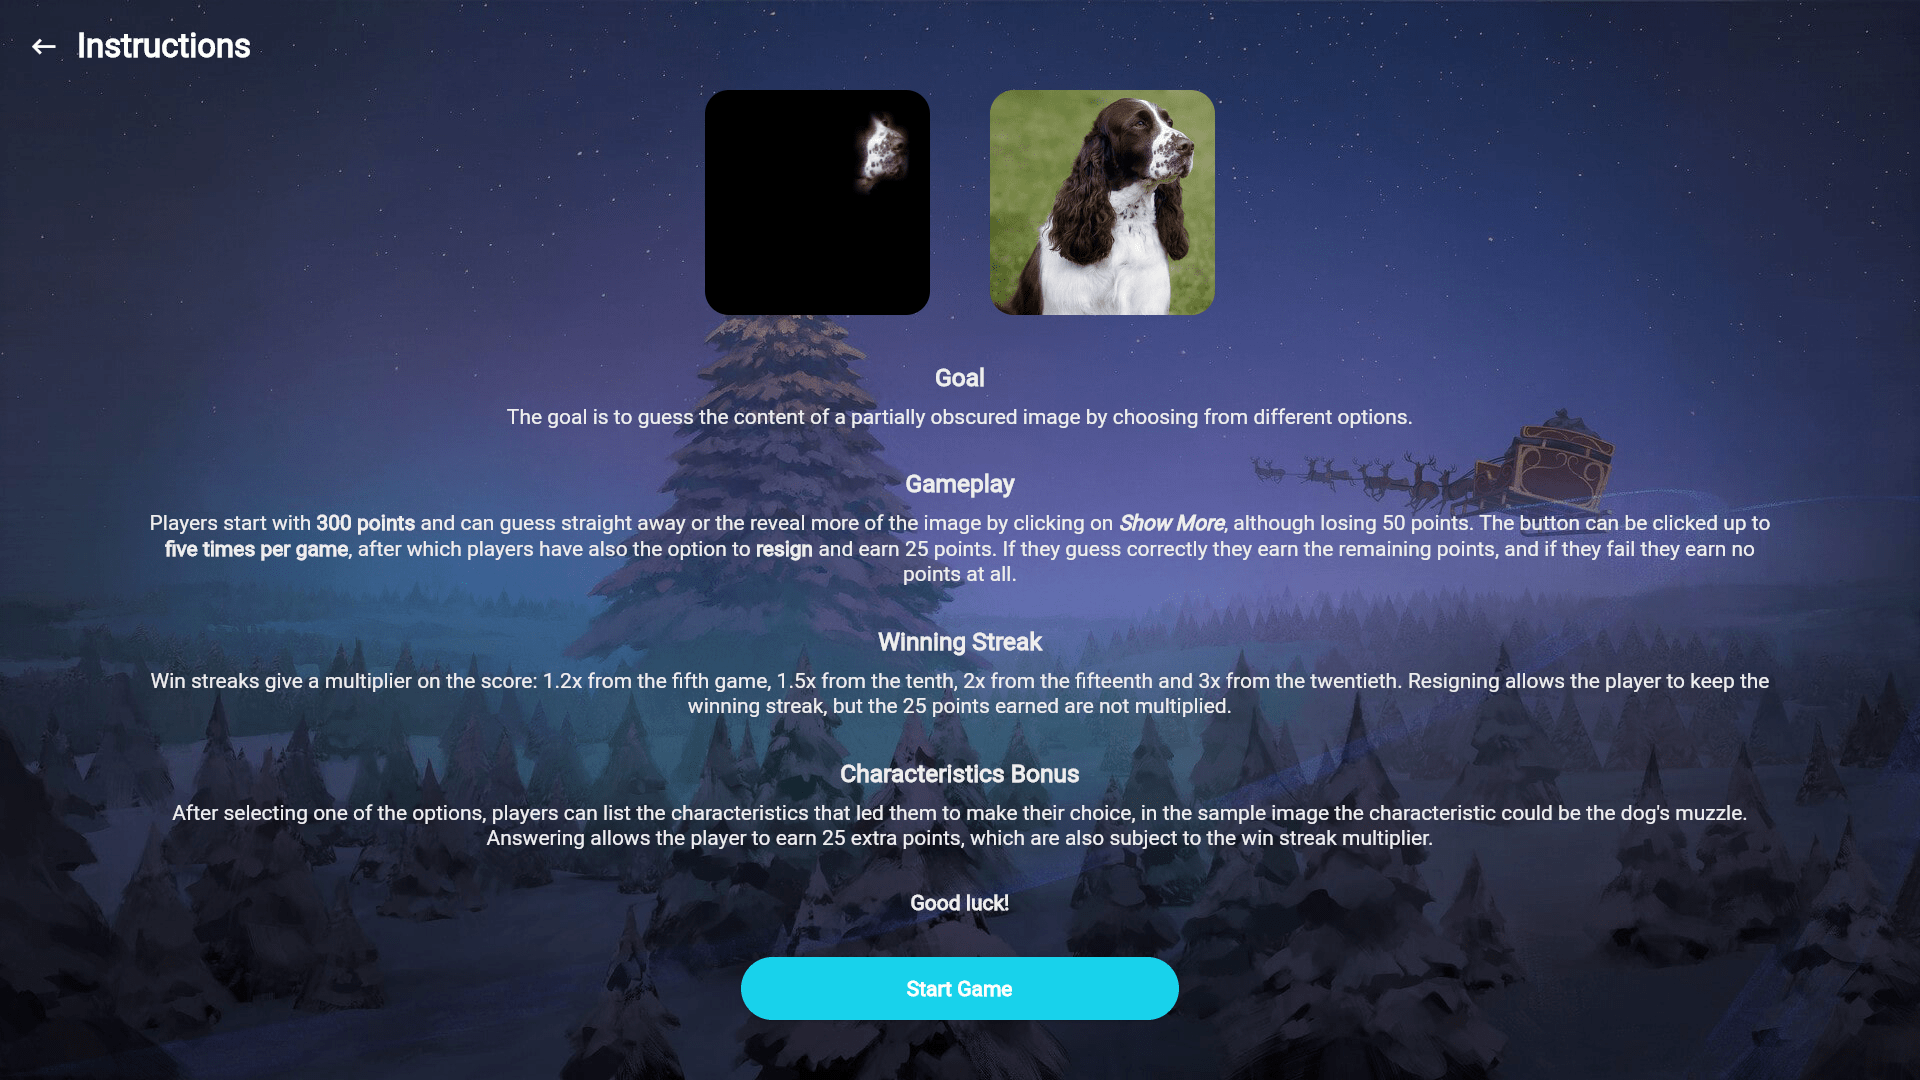 Instructions
Goal
The goal is to guess the content of a partially obscured image by choosing from different options.
Gameplay
Players start with 300 points and can guess straight away or the reveal more of the image by clicking on Show More, although losing 50 points. The button can be clicked up to
five times per game, after which players have also the option to resign and earn 25 points. If they guess correctly they earn the remaining points, and if they fail they earn no
points at all.
Winning Streak
Win streaks give a multiplier on the score: 1.2x from the fifth game, 1.5x from the tenth, 2x from the fifteenth and 3x from the twentieth. Resigning allows the player to keep the
winning streak, but the 25 points earned are not multiplied.
Characteristics Bonus
After selecting one of the options, players can list the characteristics that led them to make their choice, in the sample image the characteristic could be the dog's muzzle.
Answering allows the player to earn 25 extra points, which are also subject to the win streak multiplier.
Good luck!
Start Game